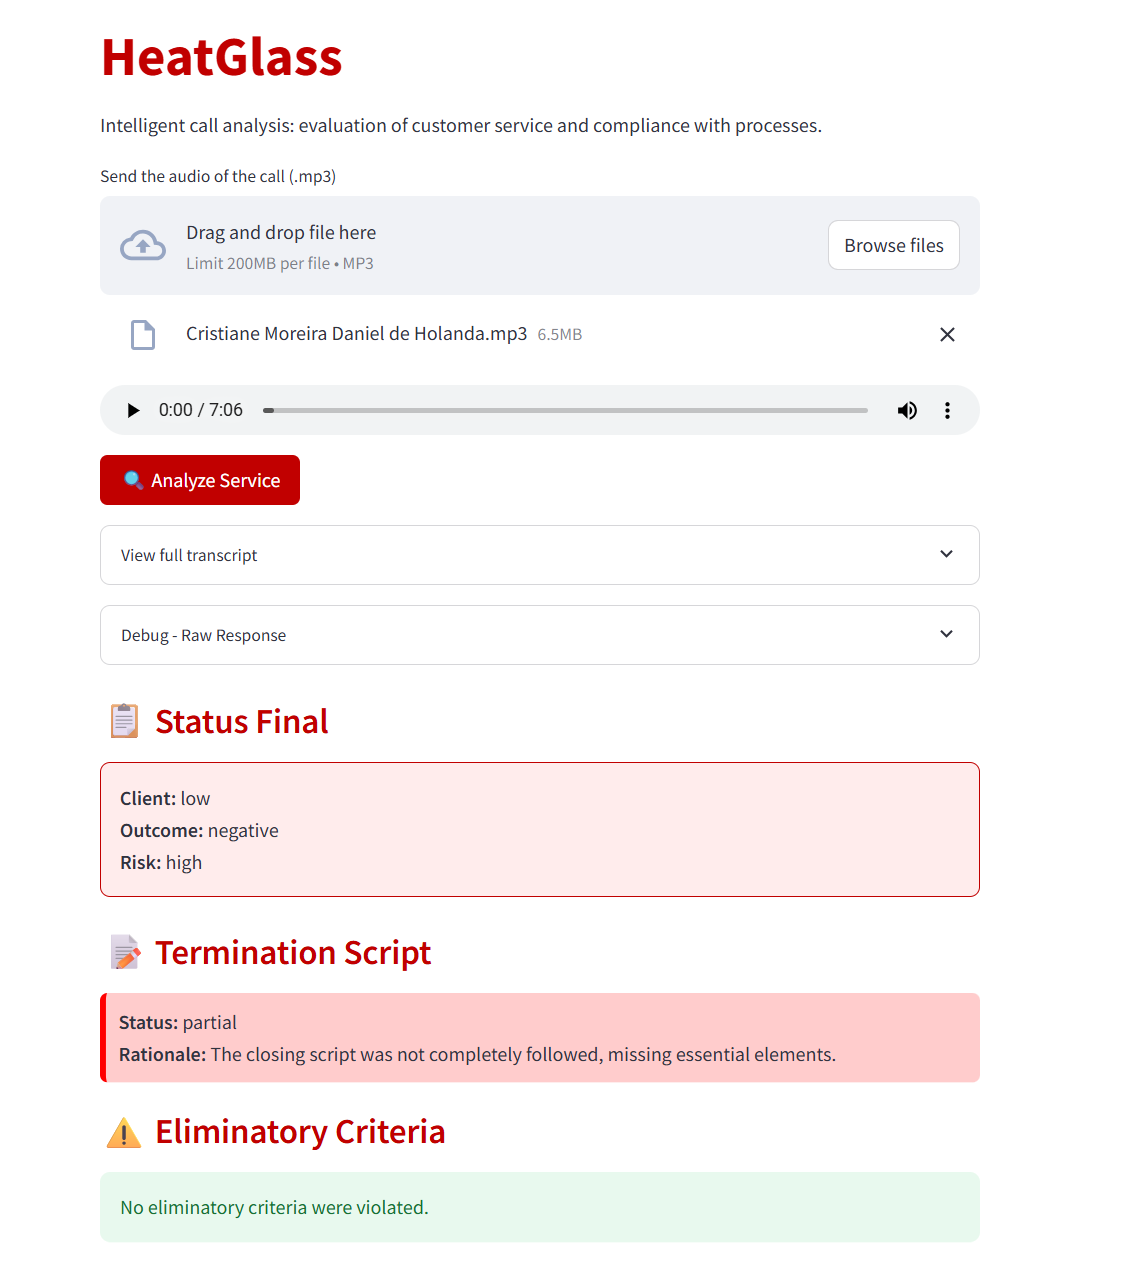 HeatGlass
Intelligent call analysis: evaluation of customer service and compliance with processes.
Send the audio of the call (.mp3)
Drag and drop file here
Limit 200MB per file • MP3
Browse files
Cristiane Moreira Daniel de Holanda.mp3 6.5MB
0:00 / 7:06
Analyze Service
View full transcript
Debug - Raw Response
Status Final
Client: low
Outcome: negative
Risk: high
Termination Script
Status: partial
Rationale: The closing script was not completely followed, missing essential elements.
Eliminatory Criteria
No eliminatory criteria were violated.